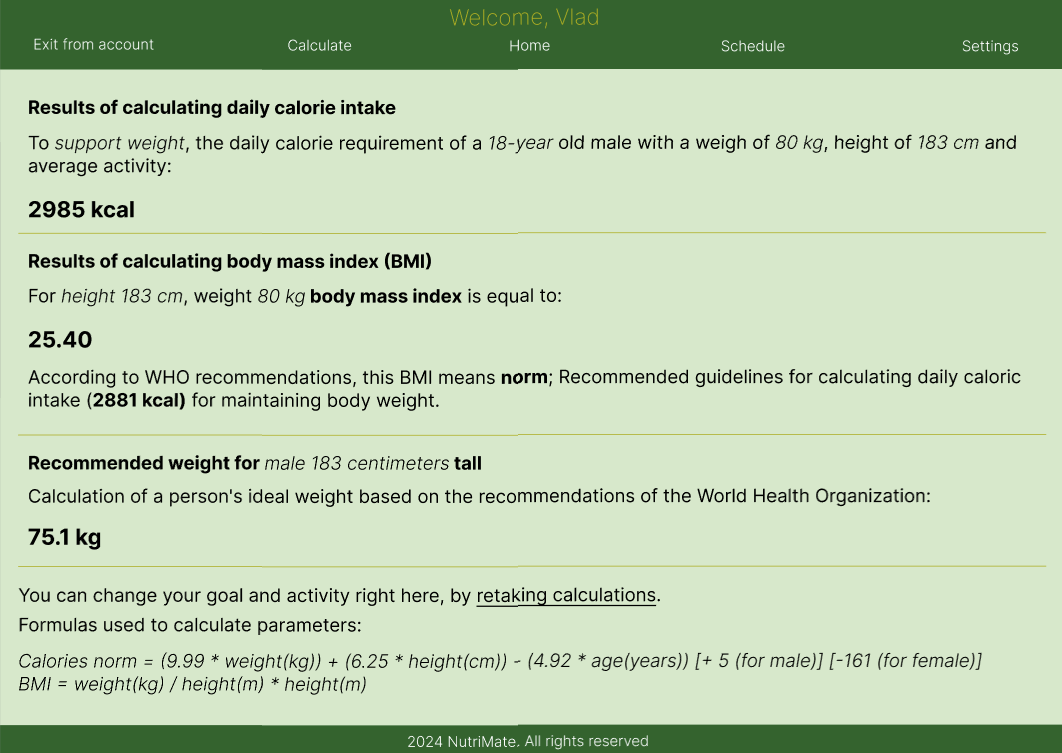 Welcome, Vlad
Exit from account Calculate Home Schedule Settings
Results of calculating daily calorie intake
To support weight, the daily calorie requirement of a 18-year old male with a weigh of 80 kg, height of 183 cm and
average activity:
2985 kcal
Results of calculating body mass index (BMI)
For height 183 cm, weight 80 kg body mass index is equal to:
25.40
According to WHO recommendations, this BMI means norm; Recommended guidelines for calculating daily caloric
intake (2881 kcal) for maintaining body weight.
Recommended weight for male 183 centimeters tall
Calculation of a person's ideal weight based on the recommendations of the World Health Organization:
75.1 kg
You can change your goal and activity right here, by retaking calculations.
Formulas used to calculate parameters:
Calories norm = (9.99 * weight(kg)) + (6.25 * height(cm)) - (4.92 * age(years)) [+ 5 (for male)] [-161 (for female)]
BMI = weight(kg) / height(m) * height(m)
2024 NutriMate. All rights reserved